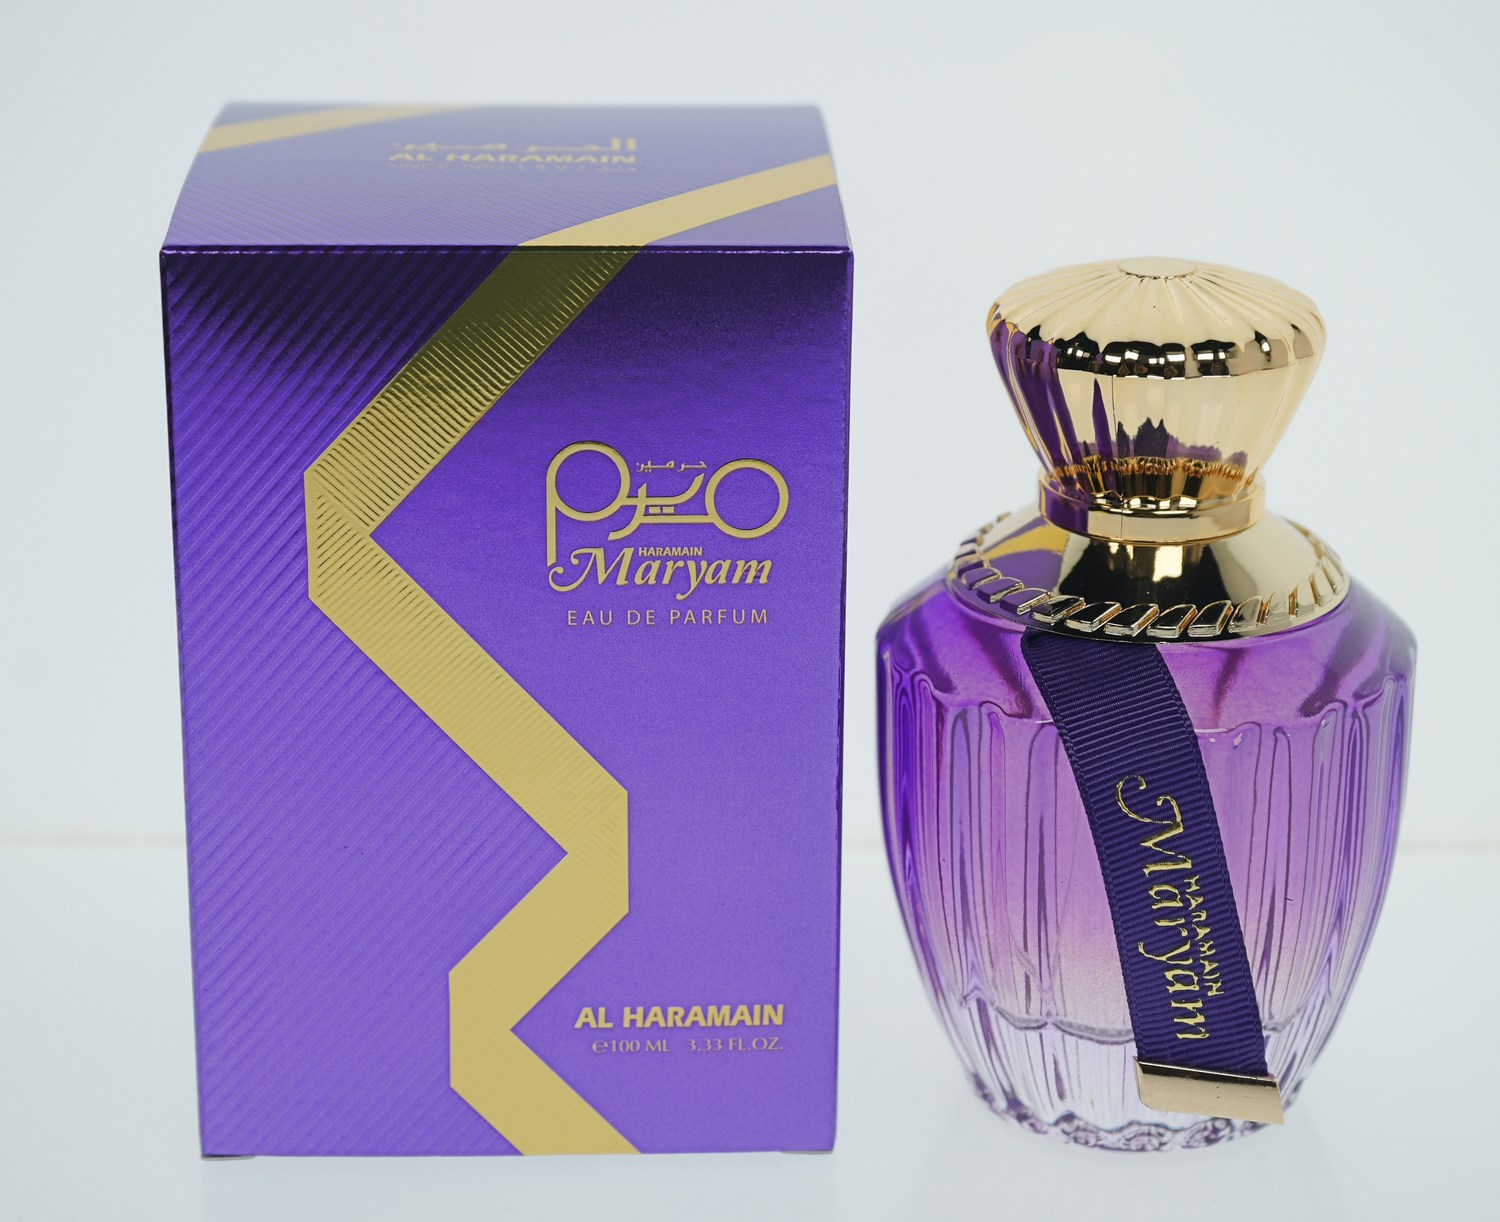 الحرمين
AL HARAMAIN
حرمين
مريم
HARAMAIN
Maryam
EAU DE PARFUM
AL HARAMAIN
℮100 ML 3.33 FL.OZ.
HARAMAIN
Maryam